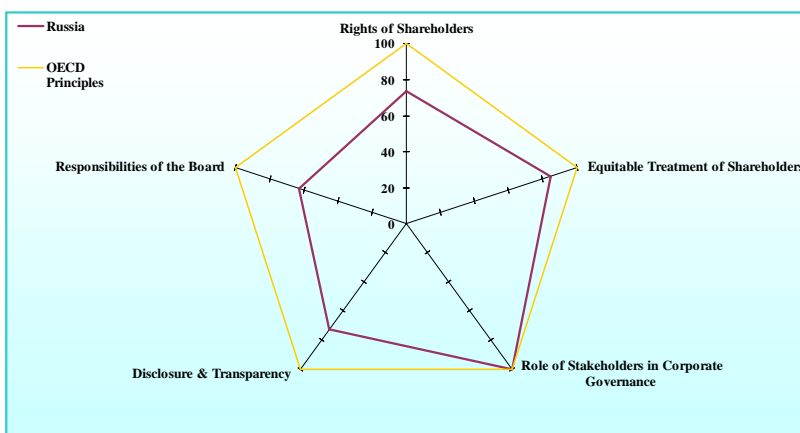 Russia
OECD
Principles
Rights of Shareholders
100
80
60
40
20
0
Responsibilities of the Board
Equitable Treatment of Shareholders
Disclosure & Transparency
Role of Stakeholders in Corporate
Governance